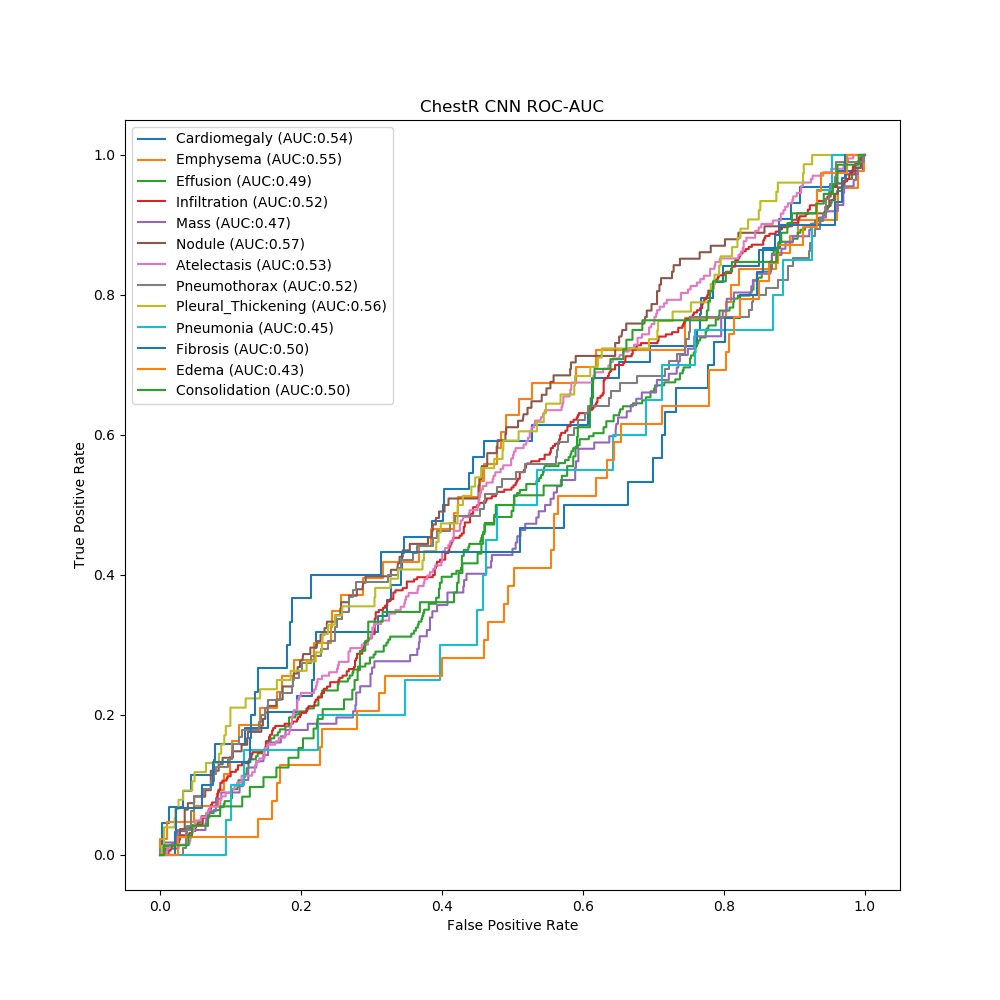 ChestR CNN ROC-AUC
Cardiomegaly (AUC:0.54)
Emphysema (AUC:0.55)
Effusion (AUC:0.49)
Infiltration (AUC:0.52)
Mass (AUC:0.47)
Nodule (AUC:0.57)
Atelectasis (AUC:0.53)
Pneumothorax (AUC:0.52)
Pleural_Thickening (AUC:0.56)
Pneumonia (AUC:0.45)
Fibrosis (AUC:0.50)
Edema (AUC:0.43)
Consolidation (AUC:0.50)
True Positive Rate
1.0
0.8
0.6
0.4
0.2
0.0
0.0 0.2 0.4 0.6 0.8 1.0
False Positive Rate